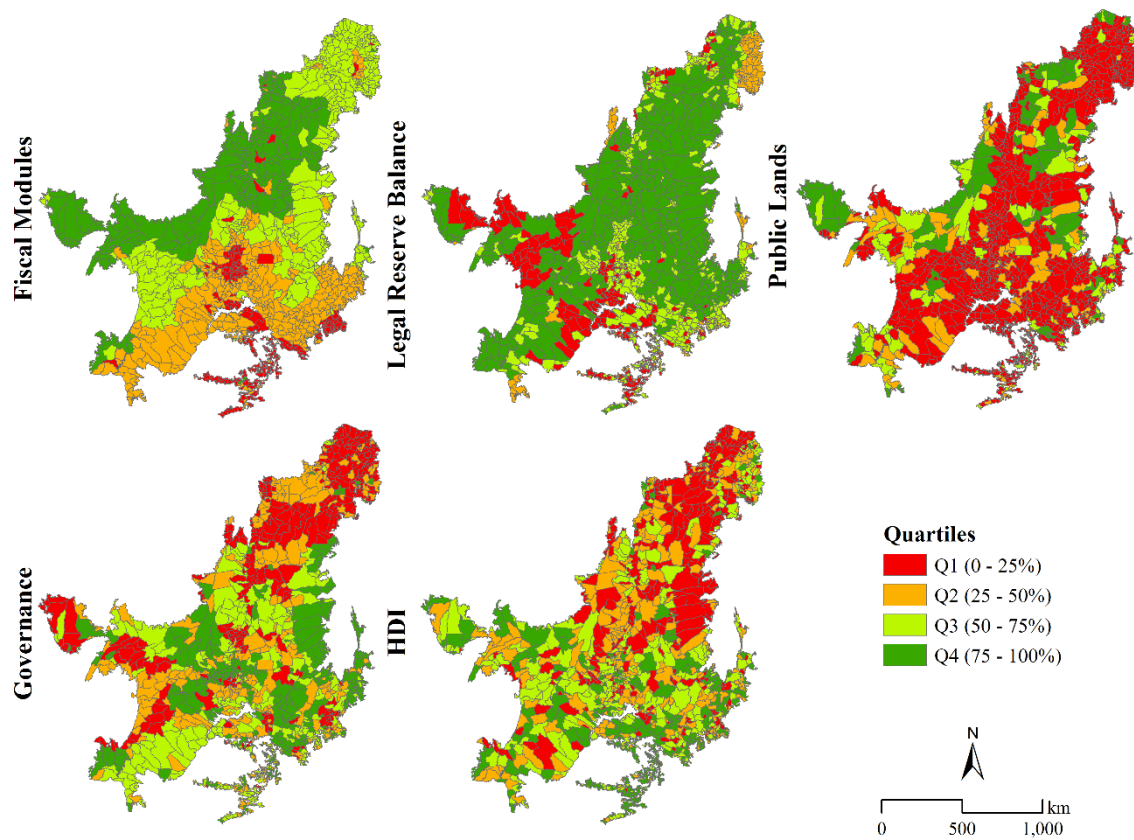 Fiscal Modules
Legal Reserve Balance
Public Lands
Governance
HDI
Quartiles
Q1 (0 - 25%)
Q2 (25 - 50%)
Q3 (50 - 75%)
Q4 (75 - 100%)
N
km
0 500 1,000